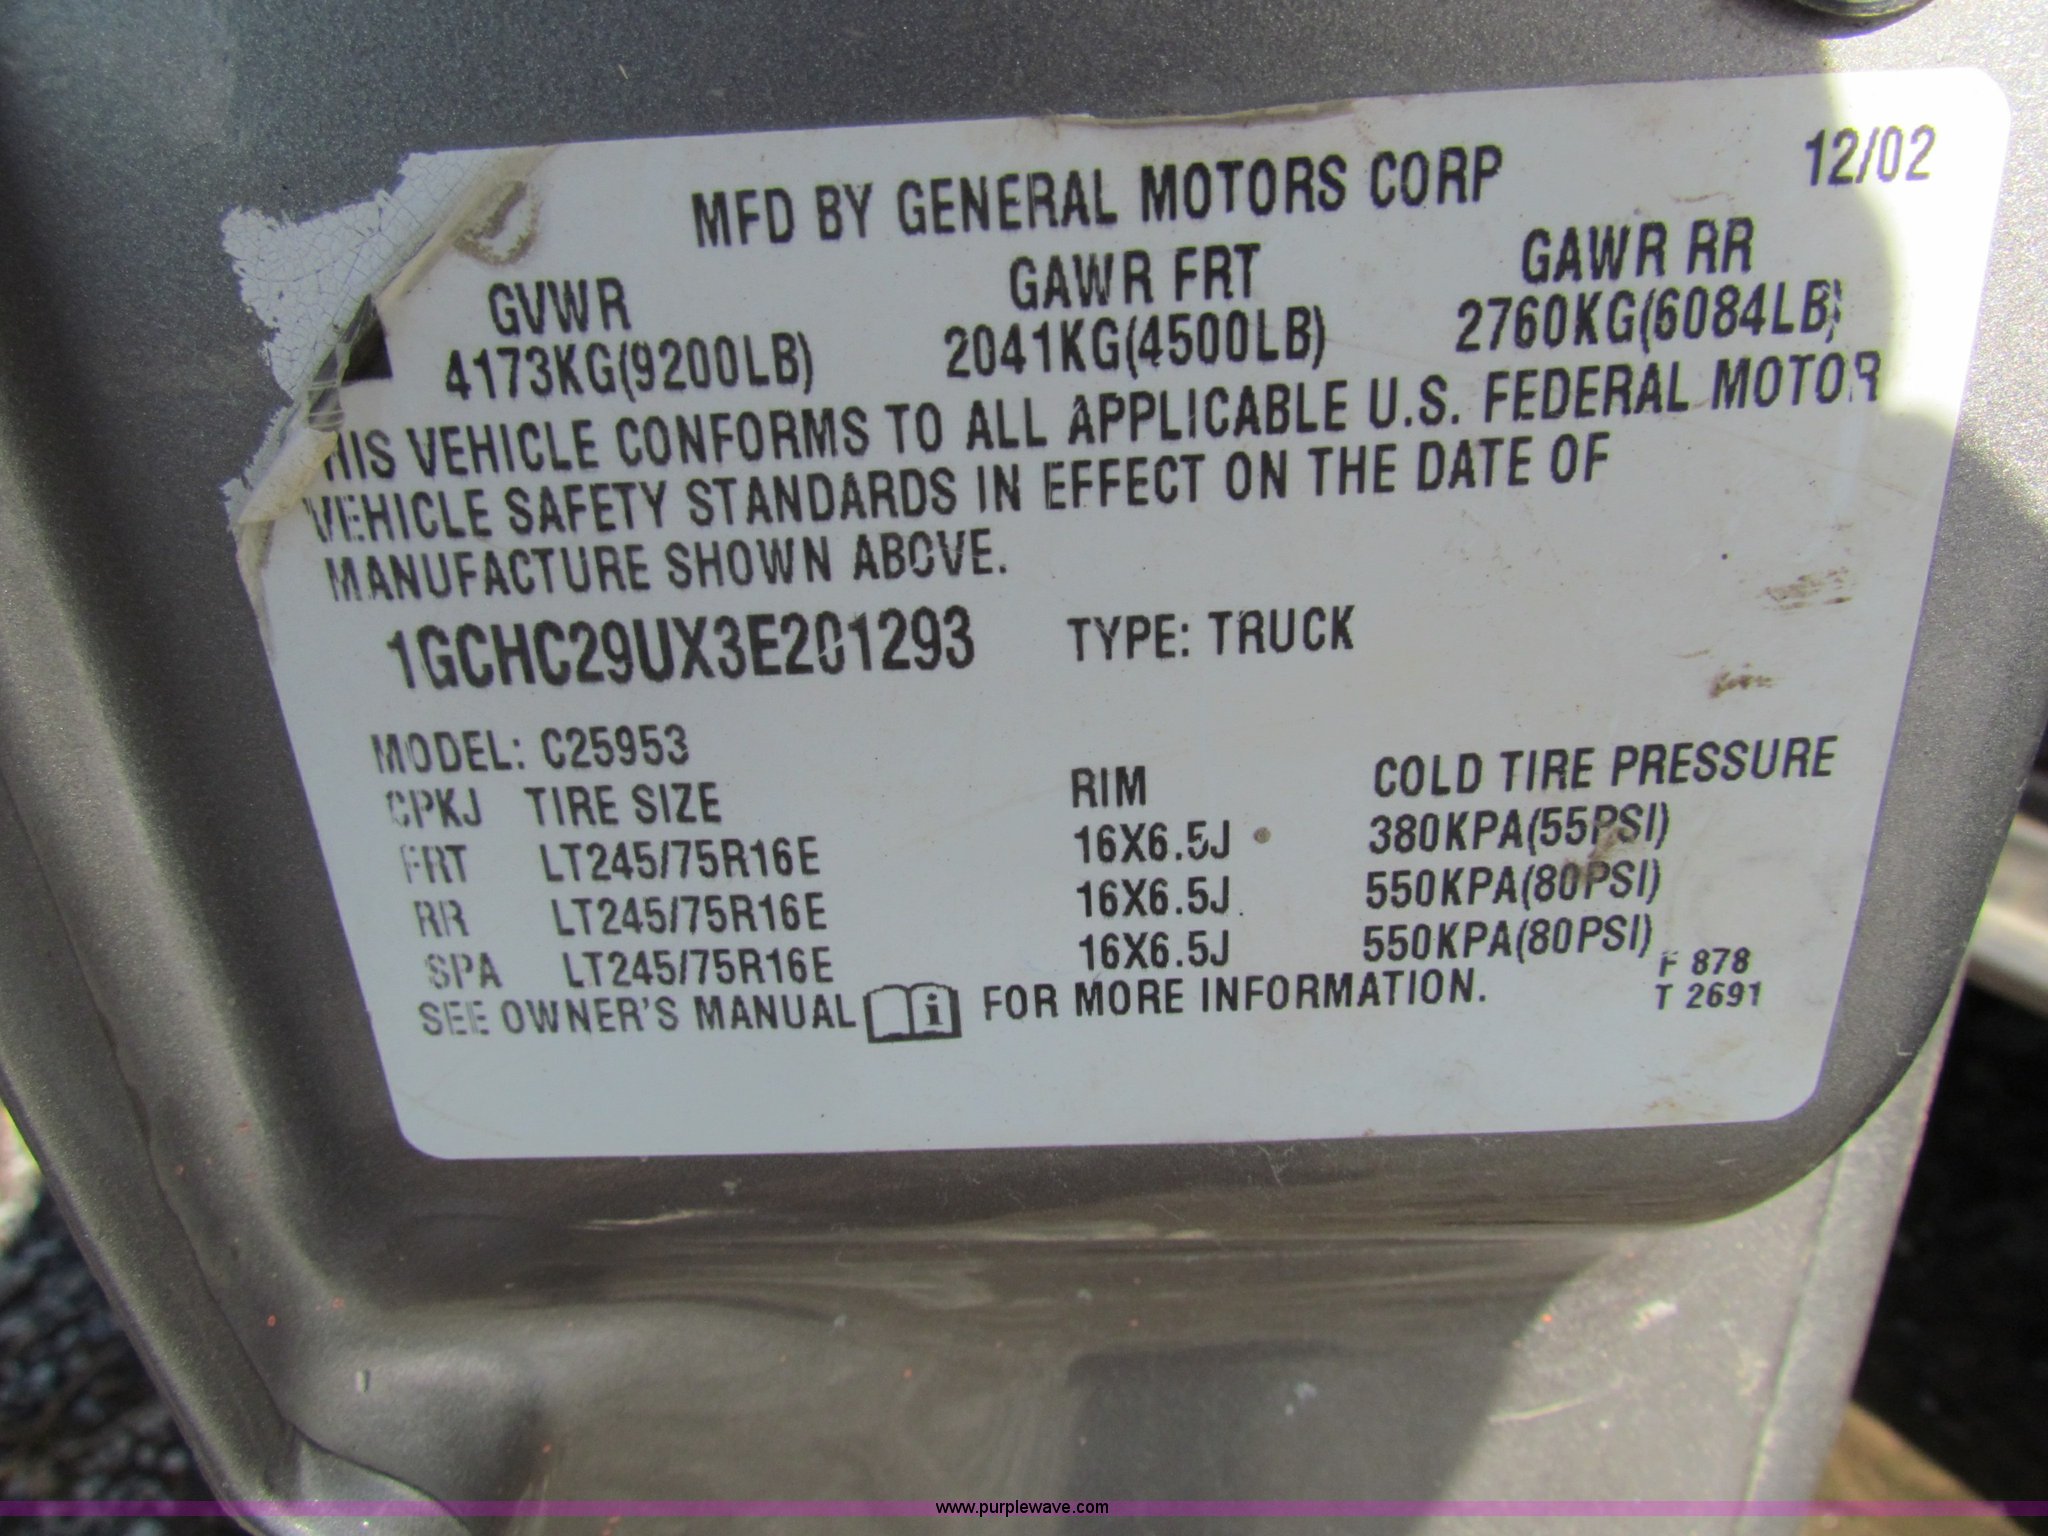 MFD BY GENERAL MOTORS CORP 12/02
GVWR GAWR FRT GAWR RR
4173KG(9200LB) 2041KG(4500LB) 2760KG(6084LB)
HIS VEHICLE CONFORMS TO ALL APPLICABLE U.S. FEDERAL MOTOR
VEHICLE SAFETY STANDARDS IN EFFECT ON THE DATE OF
MANUFACTURE SHOWN ABOVE.
1GCHC29UX3E201293 TYPE: TRUCK
MODEL: C25953
CPKJ TIRE SIZE RIM COLD TIRE PRESSURE
FRT LT245/75R16E 16X6.5J 380KPA(55PSI)
RR LT245/75R16E 16X6.5J 550KPA(80PSI)
SPA LT245/75R16E 16X6.5J 550KPA(80PSI)
SEE OWNER'S MANUAL i FOR MORE INFORMATION.
F 878
T 2691
www.purplewave.com